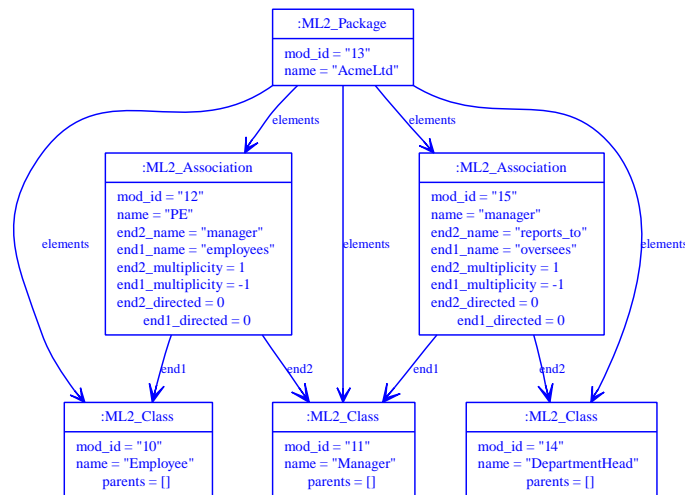 :ML2_Package
mod_id = "13"
name = "AcmeLtd"
elements
elements
:ML2_Association
mod_id = "12"
name = "PE"
end2_name = "manager"
end1_name = "employees"
end2_multiplicity = 1
end1_multiplicity = -1
end2_directed = 0
end1_directed = 0
:ML2_Association
mod_id = "15"
name = "manager"
end2_name = "reports_to"
end1_name = "oversees"
end2_multiplicity = 1
end1_multiplicity = -1
end2_directed = 0
end1_directed = 0
elements
elements
elements
end1
end2
end1
end2
:ML2_Class
mod_id = "10"
name = "Employee"
parents = []
:ML2_Class
mod_id = "11"
name = "Manager"
parents = []
:ML2_Class
mod_id = "14"
name = "DepartmentHead"
parents = []